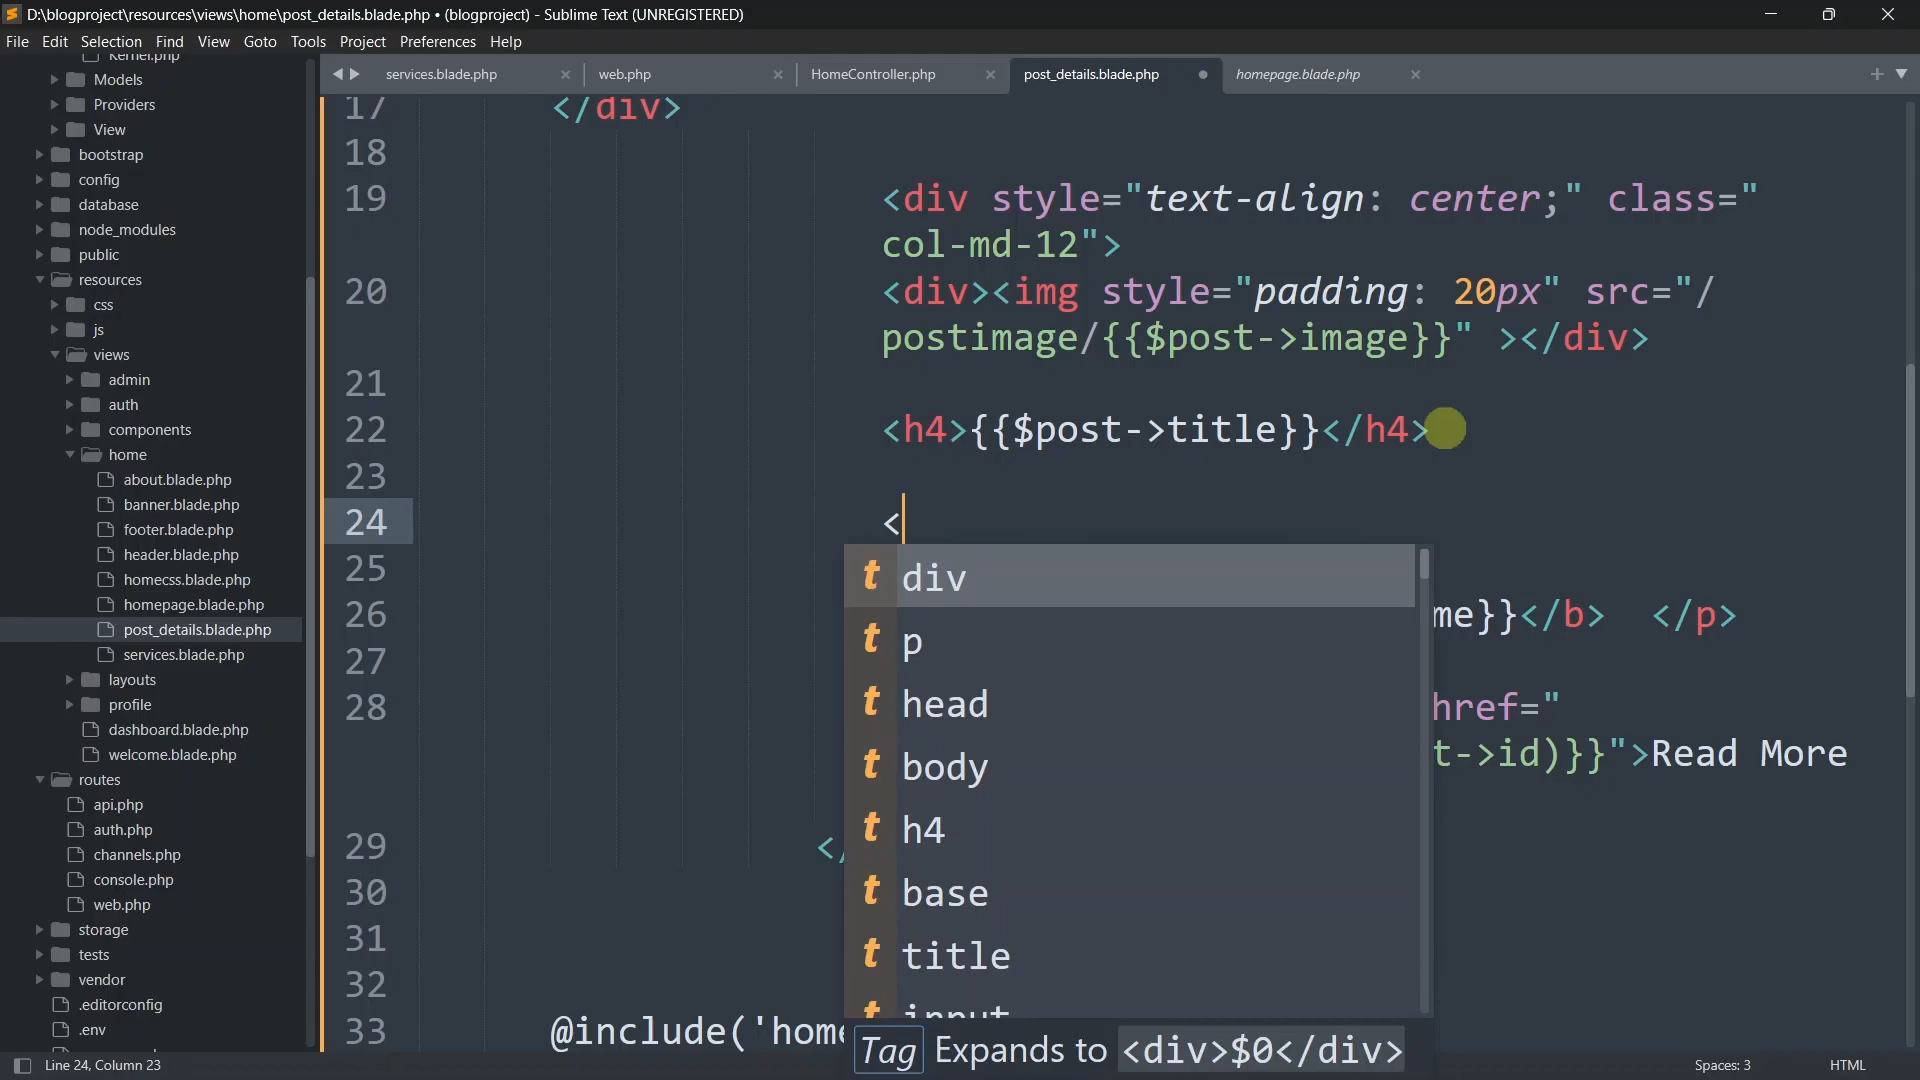 D:\blogproject\resources\views\home\post_details.blade.php • (blogproject) - Sublime Text (UNREGISTERED)
File Edit Selection Find View Goto Tools Project Preferences Help
services.blade.php
web.php
HomeController.php
post_details.blade.php
homepage.blade.php
Kernel.php
Models
Providers
View
bootstrap
config
database
node_modules
public
resources
css
js
views
admin
auth
components
home
about.blade.php
banner.blade.php
footer.blade.php
header.blade.php
homecss.blade.php
homepage.blade.php
post_details.blade.php
services.blade.php
layouts
profile
dashboard.blade.php
welcome.blade.php
routes
api.php
auth.php
channels.php
console.php
web.php
storage
tests
vendor
.editorconfig
.env
17 </div>
18
19 <div style="text-align: center;" class="
col-md-12">
20 <div><img style="padding: 20px" src="/
postimage/{{$post->image}}" ></div>
21
22 <h4>{{$post->title}}</h4>
23
24 <
25
26 me}}</b> </p>
27
28 href="
t->id)}}">Read More
29 </
30
31
32
33 @include('home
t div
t p
t head
t body
t h4
t base
t title
t input
Tag Expands to <div>$0</div>
Line 24, Column 23
Spaces: 3
HTML